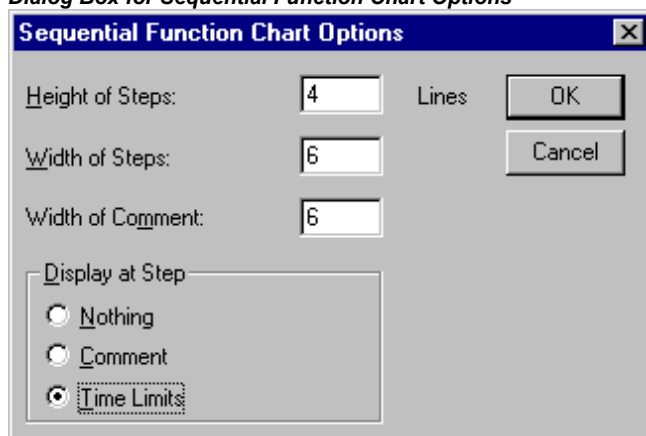 Dialog Box for Sequential Function Chart Options
Sequential Function Chart Options
Height of Steps: 4 Lines OK
Width of Steps: 6 Cancel
Width of Comment: 6
Display at Step
Nothing
Comment
Time Limits